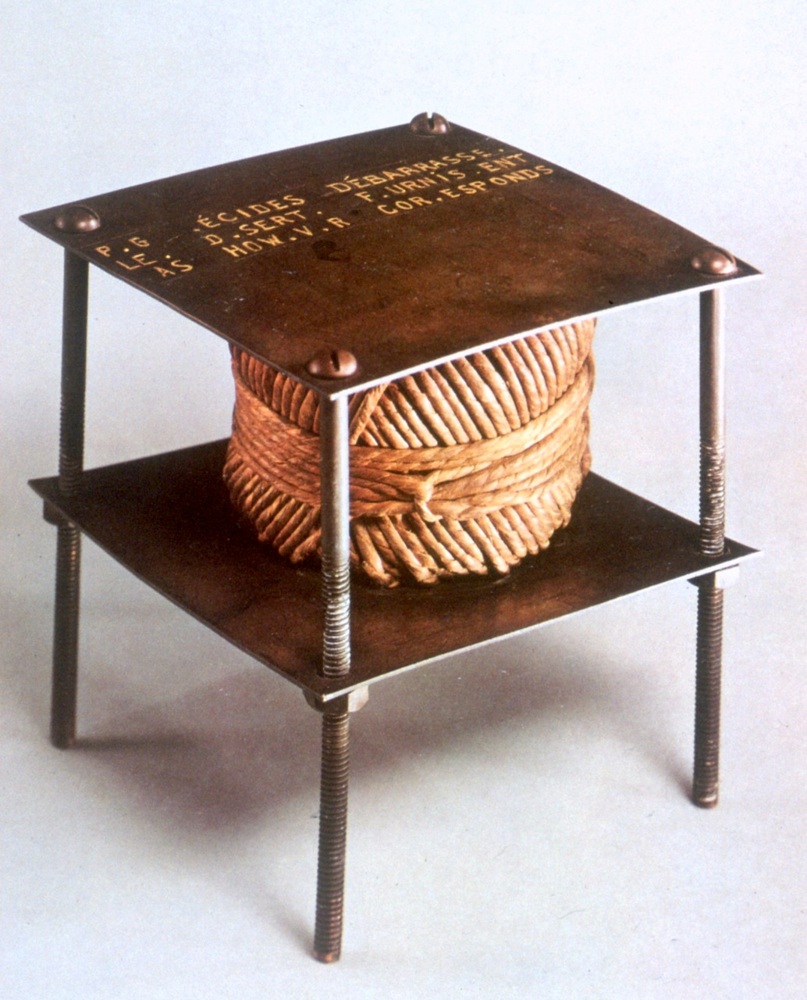 P.G .ÉCIDES DÉBARRASSE.
LE. D.SERT. F.URNIS.ENT
AS HOW.V.R COR.ESPONDS